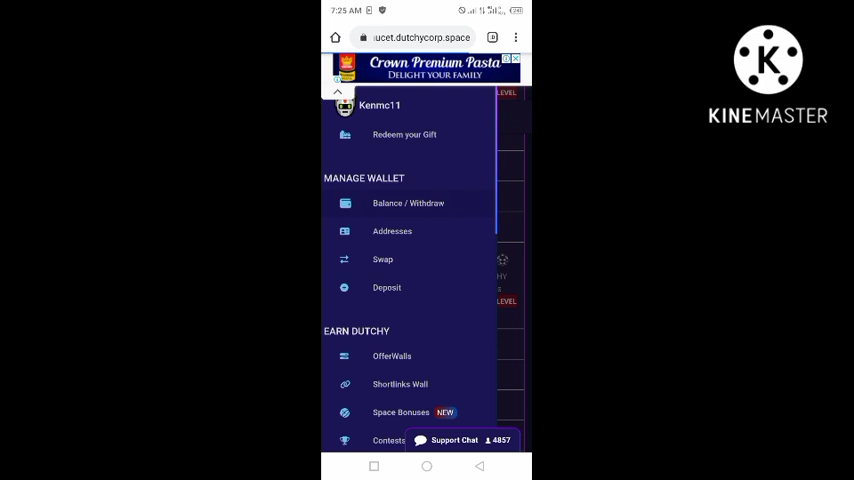 7:25 AM
ucet.dutchycorp.space
Crown Premium Pasta
DELIGHT YOUR FAMILY
LEVEL
Kenmc11
Redeem your Gift
MANAGE WALLET
Balance / Withdraw
Addresses
Swap
Deposit
HY
S
LEVEL
EARN DUTCHY
OfferWalls
Shortlinks Wall
Space Bonuses NEW
Contests
Support Chat 4857
K
KINEMASTER